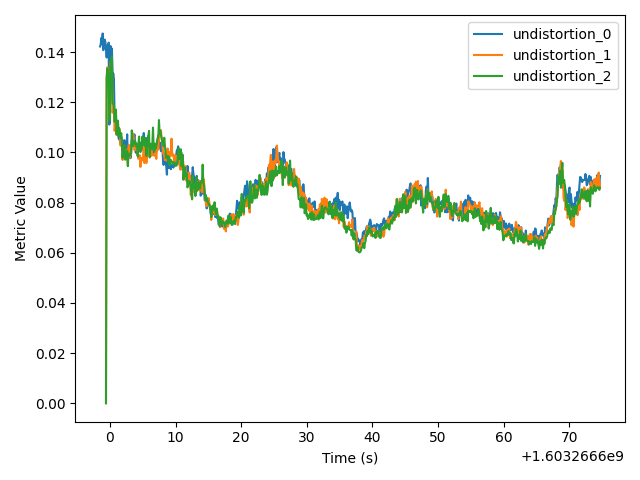 undistortion_0
undistortion_1
undistortion_2
0.14
0.12
0.10
0.08
0.06
0.04
0.02
0.00
Metric Value
0 10 20 30 40 50 60 70
Time (s)
+1.6032666e9